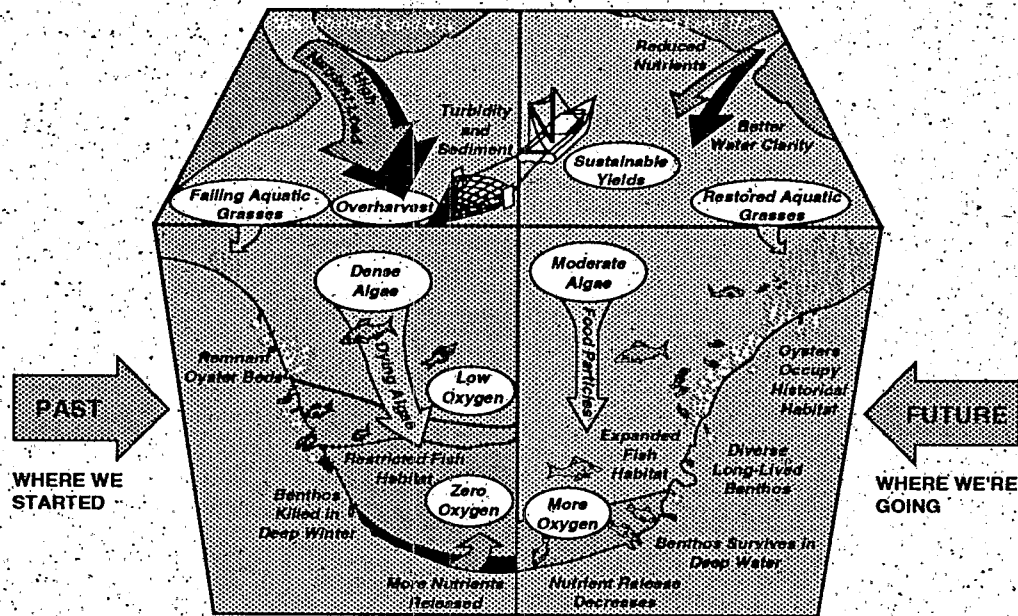 High
Nutrient Load
Turbidity
and
Sediment
Reduced
Nutrients
Better
Water Clarity
Sustainable
Yields
Failing Aquatic
Grasses
Overharvest
Restored Aquatic
Grasses
Dense
Algae
Moderate
Algae
Dying Algae
Food Particles
Remnant
Oyster Beds
Low
Oxygen
Oysters
Occupy
Historical
Habitat
PAST
FUTURE
WHERE WE
STARTED
WHERE WE'RE
GOING
Restricted Fish
Habitat
Expanded
Fish
Habitat
Diverse
Long-Lived
Benthos
Benthos
Killed in
Deep Winter
Zero
Oxygen
More
Oxygen
Benthos Survives in
Deep Water
More Nutrients
Released
Nutrient Release
Decreases